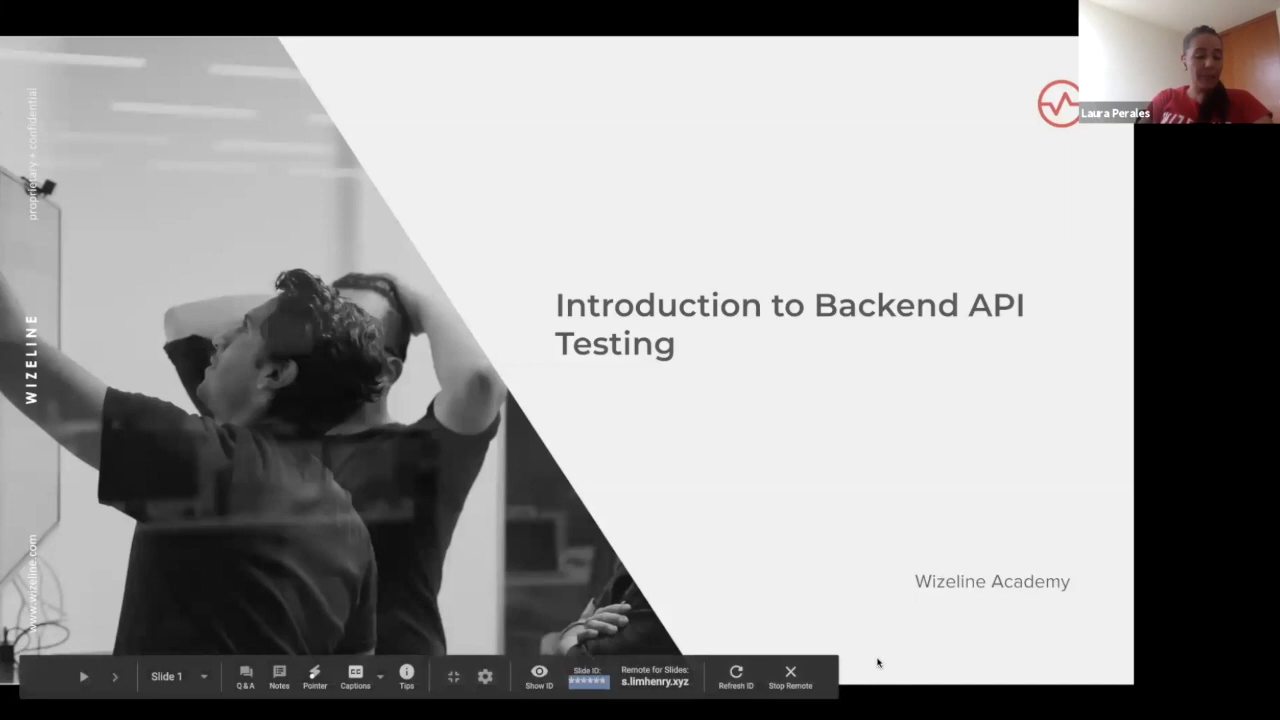 proprietary + confidential
WIZELINE
www.wizeline.com
Laura Perales
Introduction to Backend API
Testing
Wizeline Academy
Slide 1
Q & A
Notes
Pointer
CC
Captions
Tips
Show ID
Slide ID:
******
Remote for Slides:
s.limhenry.xyz
Refresh ID
Stop Remote